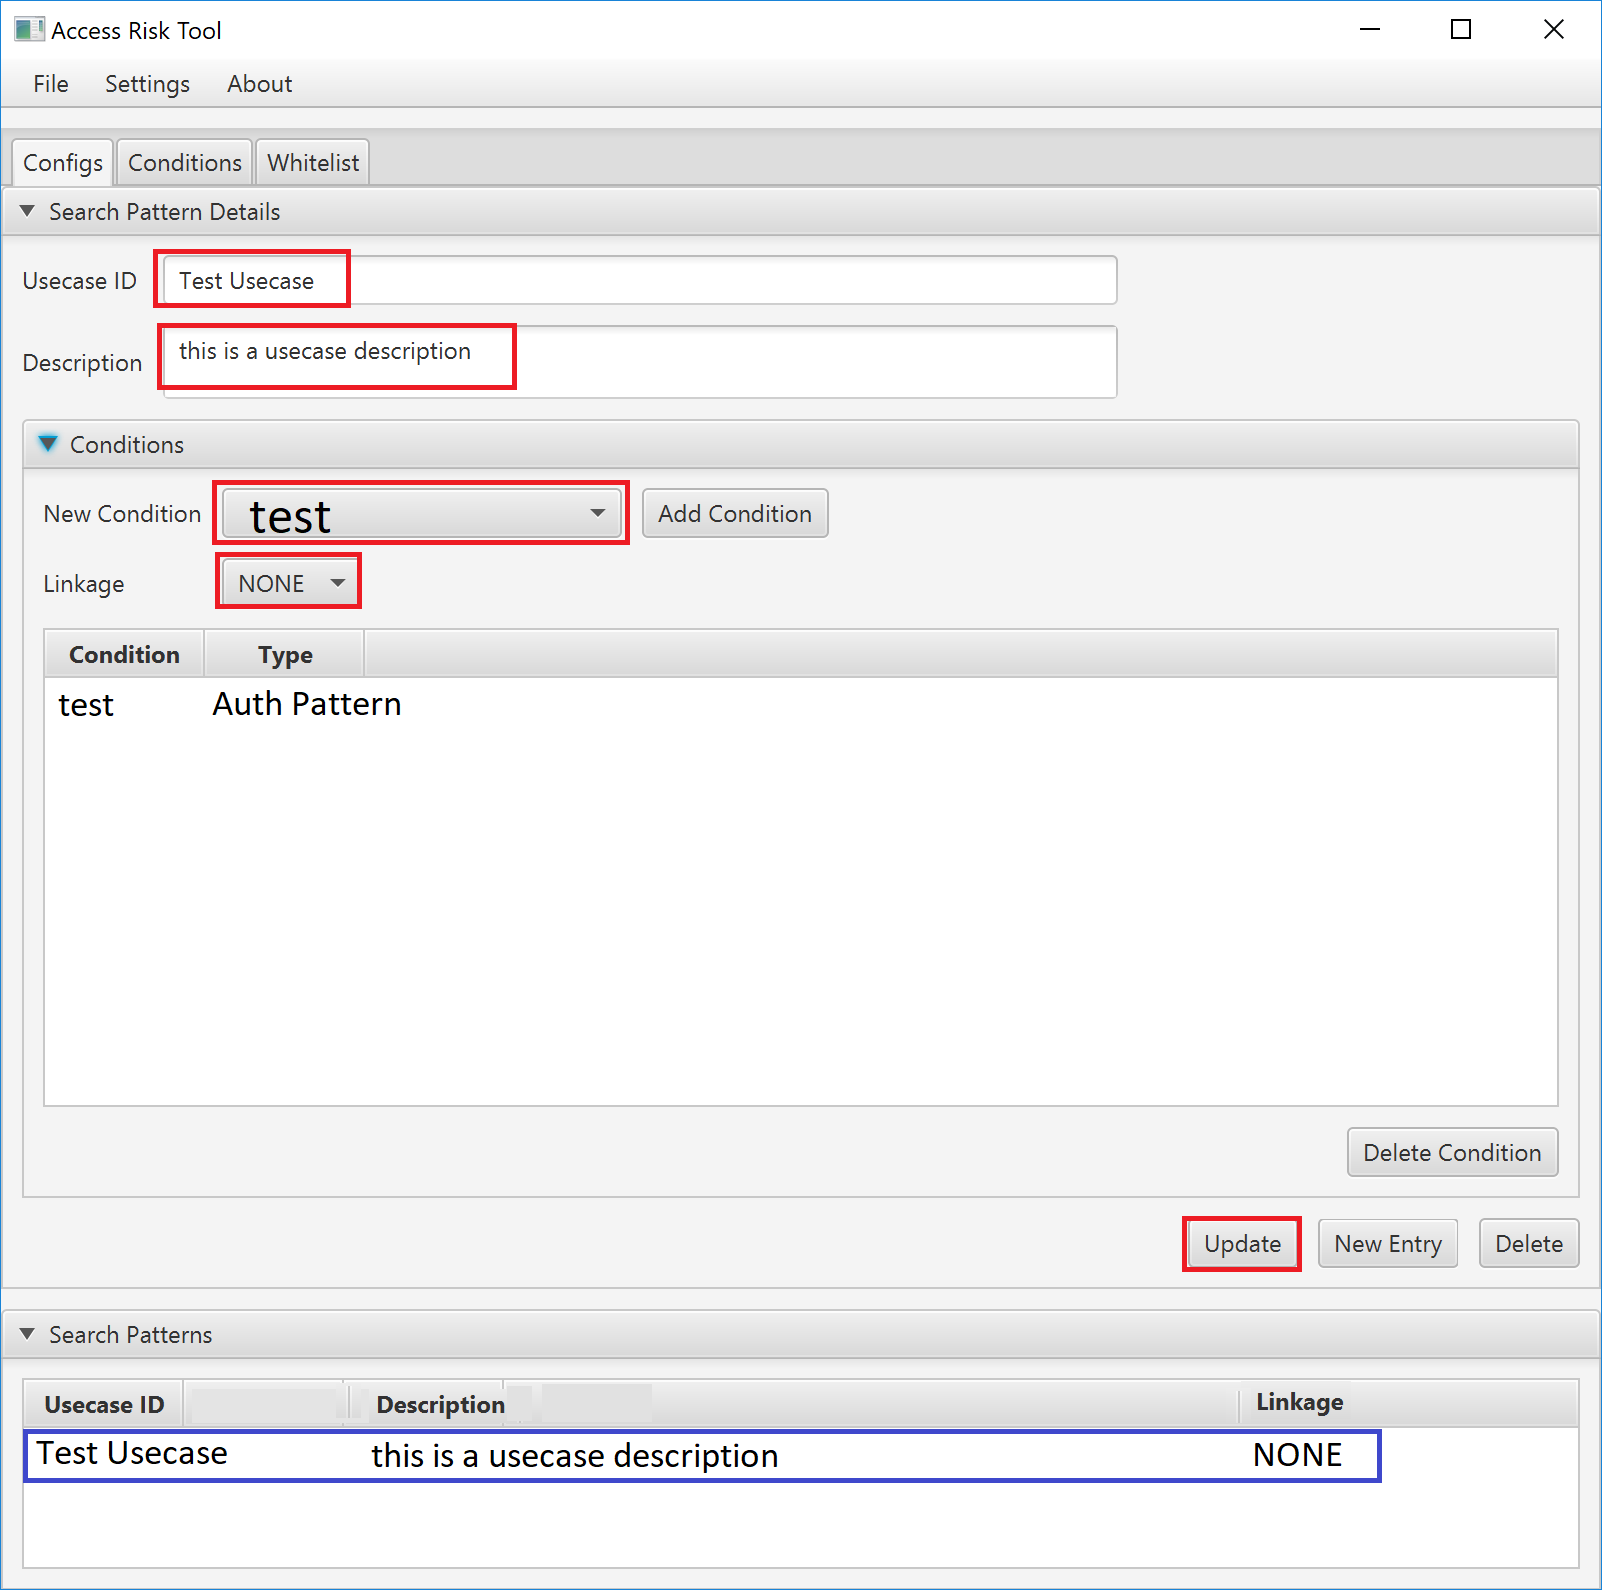 Access Risk Tool
File Settings About
Configs Conditions Whitelist
Search Pattern Details
Usecase ID Test Usecase
Description this is a usecase description
Conditions
New Condition test Add Condition
Linkage NONE
Condition Type
test Auth Pattern
Delete Condition
Update New Entry Delete
Search Patterns
Usecase ID Description Linkage
Test Usecase this is a usecase description NONE